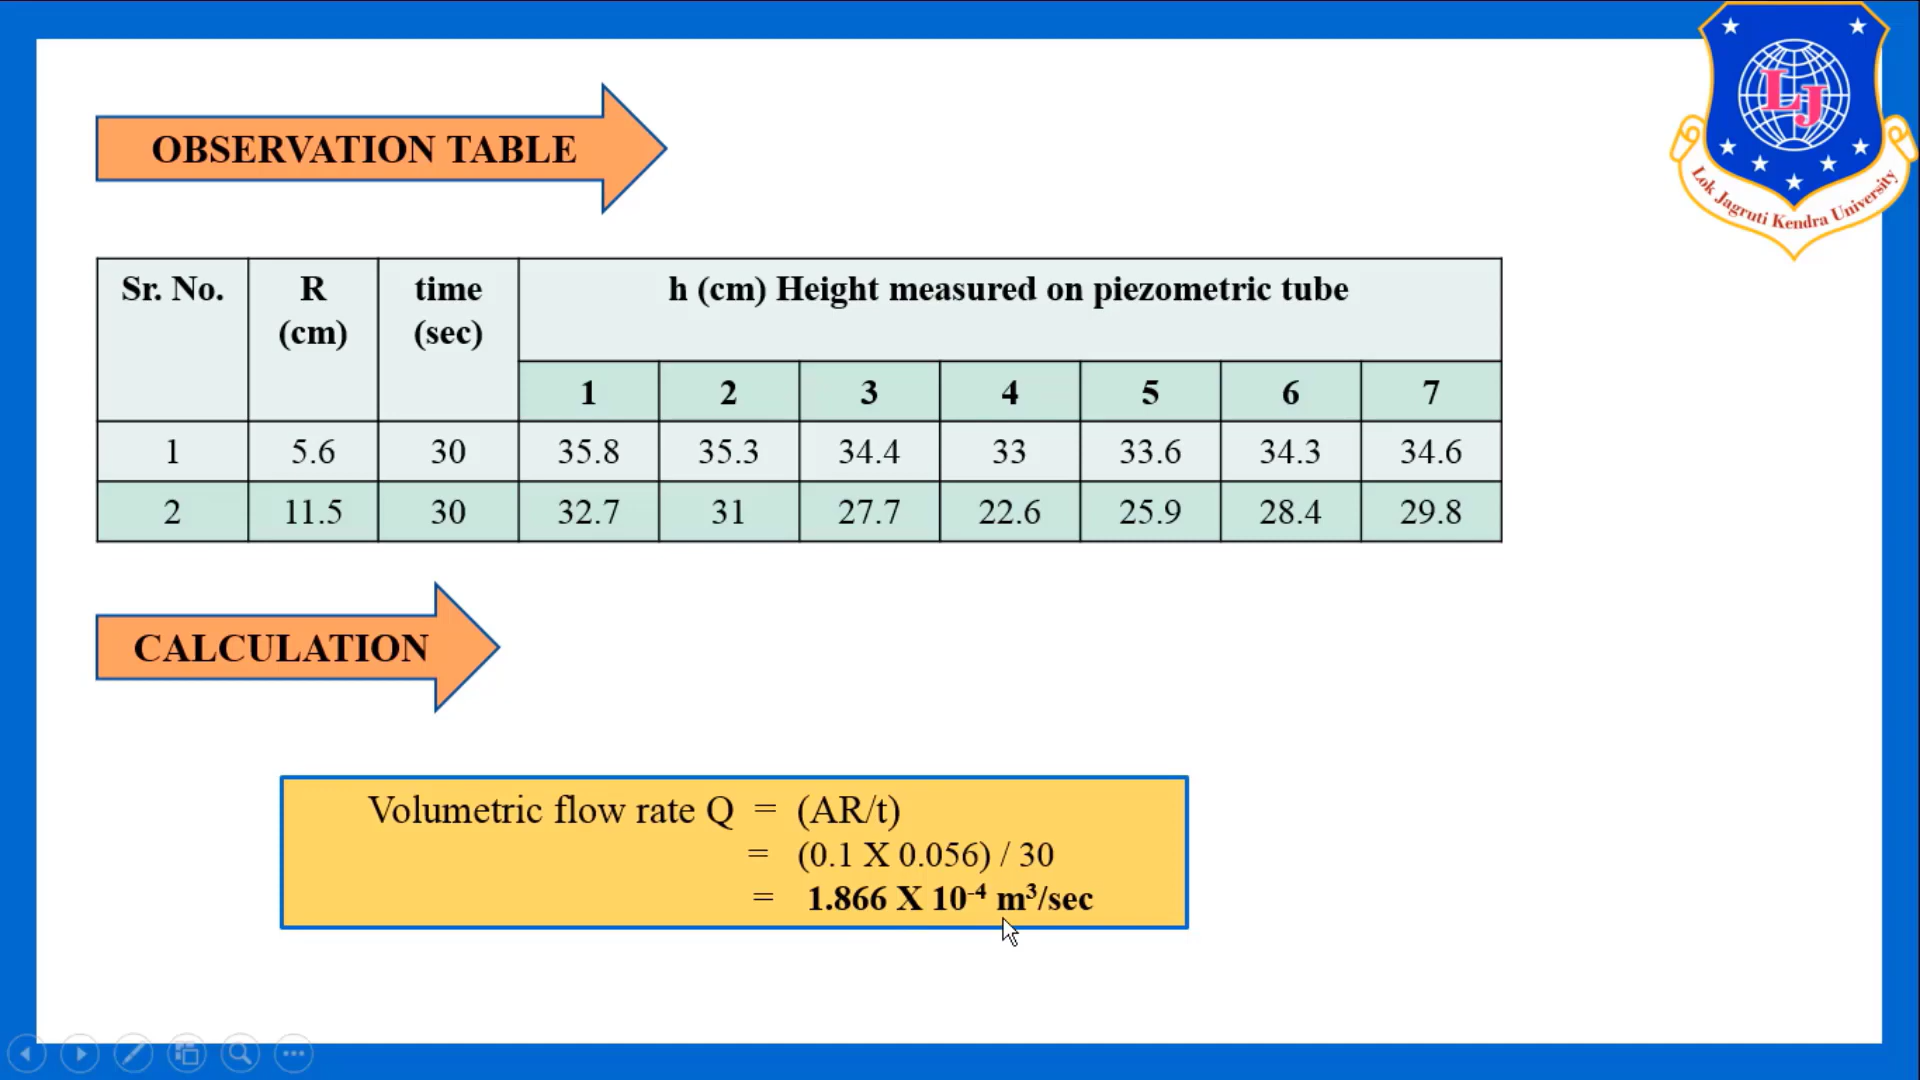 LJ
Lok Jagruti Kendra University
OBSERVATION TABLE
Sr. No. R (cm) time (sec) h (cm) Height measured on piezometric tube
1 2 3 4 5 6 7
1 5.6 30 35.8 35.3 34.4 33 33.6 34.3 34.6
2 11.5 30 32.7 31 27.7 22.6 25.9 28.4 29.8
CALCULATION
Volumetric flow rate Q = (AR/t)
= (0.1 X 0.056) / 30
= 1.866 X 10⁻⁴ m³/sec